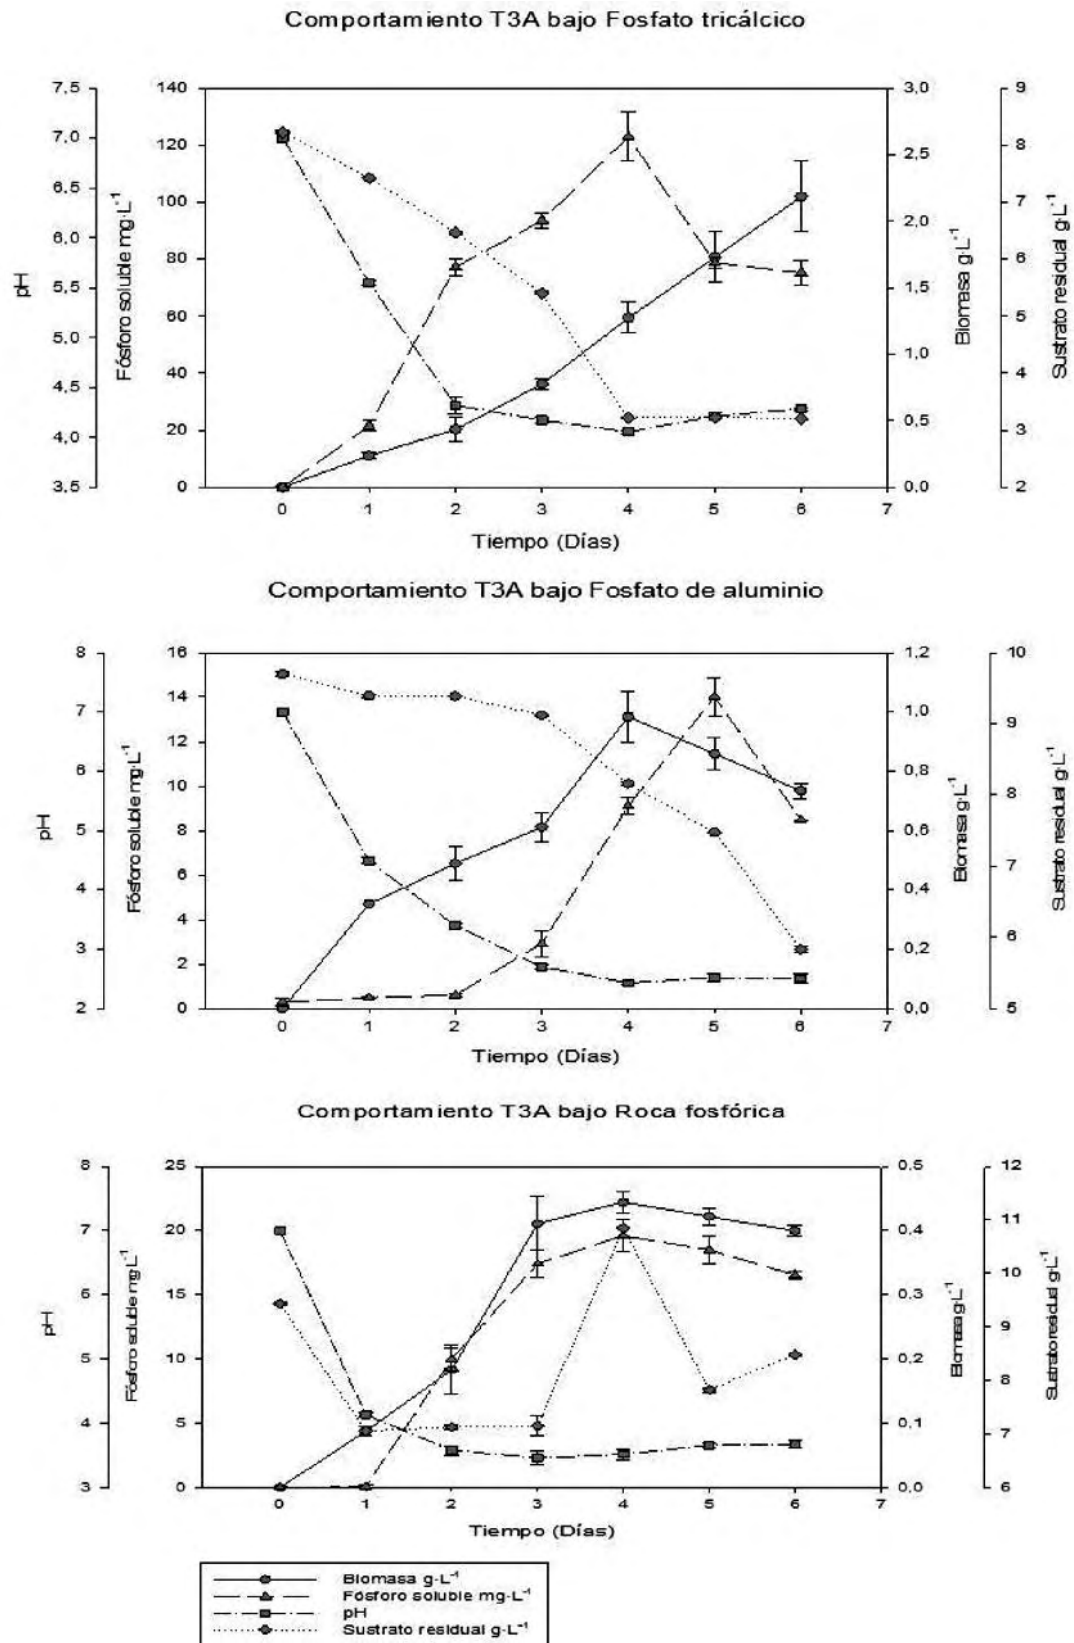 Comportamiento T3A bajo Fosfato tricálcico
7.5 140 3,0 9
7.0 120 2,5 8
6.5 100 2,0 7
6.0 80 1,5 6
5.5 60 1,0 5
5.0 40 0,5 4
4.5 20 0,0 3
4.0 0 2
3.5
pH
Fósforo soluble mg·L⁻¹
Biomasa g·L⁻¹
Sustrato residual g·L⁻¹
0 1 2 3 4 5 6 7
Tiempo (Días)
Comportamiento T3A bajo Fosfato de aluminio
8 16 1,2 10
7 14 1,0 9
6 12 0,8 8
5 10 0,6 7
4 8 0,4 6
3 6 0,2 5
2 4 0,0
2
0
pH
Fósforo soluble mg·L⁻¹
Biomasa g·L⁻¹
Sustrato residual g·L⁻¹
0 1 2 3 4 5 6 7
Tiempo (Días)
Comportamiento T3A bajo Roca fosfórica
8 25 0,5 12
7 20 0,4 11
6 15 0,3 10
5 10 0,2 9
4 5 0,1 8
3 0 0,0 7
6
pH
Fósforo soluble mg·L⁻¹
Biomasa g·L⁻¹
Sustrato residual g·L⁻¹
0 1 2 3 4 5 6 7
Tiempo (Días)
Biomasa g·L⁻¹
Fósforo soluble mg·L⁻¹
pH
Sustrato residual g·L⁻¹